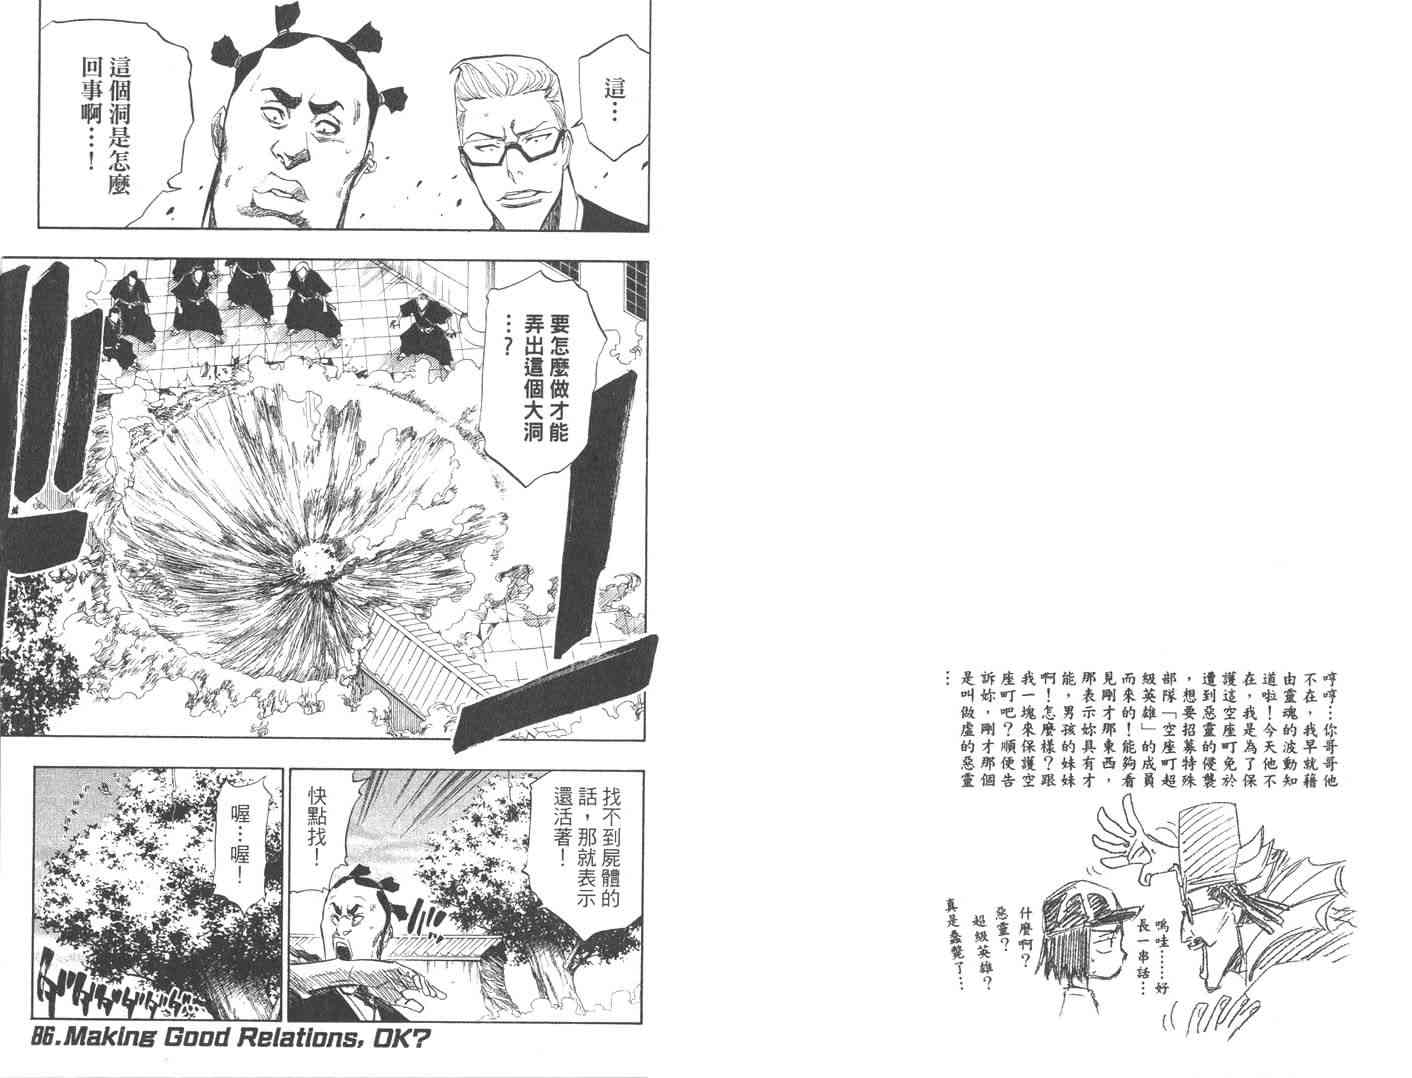 哼哼…你哥哥他
不在，我早就藉
由靈魂的波動知
道啦！今天他不
在，我是為了保
護這空座町免於
遭到惡靈的侵襲
，想要招募特殊
部隊「空座町超
級英雄」的成員
而來的！能夠看
見剛才那東西，
那表示妳具有才
能，男孩的妹妹
啊！怎麼樣？跟
我一塊來保護空
座町吧？順便告
訴妳，剛才那個
是叫做虛的惡靈
…
嗚哇………好
長一串話…
什麼啊？
惡靈？
超級英雄？
真是蠢斃了…
這…
這個洞是怎麼
回事啊…！
要怎麼做才能
弄出這個大洞
…？
找不到屍體的
話，那就表示
還活著！
快點找！
喔…喔！
86.Making Good Relations, OK?